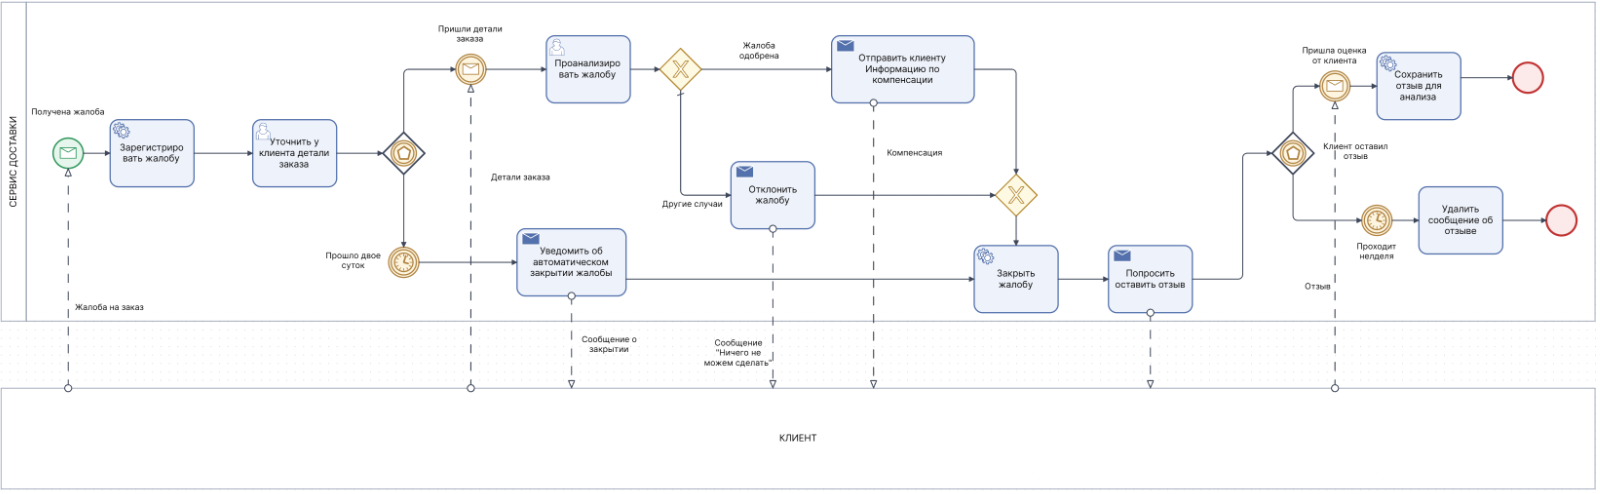 СЕРВИС ДОСТАВКИ
Получена жалоба
Зарегистриро
вать жалобу
Уточнить у
клиента детали
заказа
Пришли детали
заказа
Проанализиро
вать жалобу
Жалоба
одобрена
Отправить клиенту
Информацию по
компенсации
Компенсация
Детали заказа
Другие случаи
Отклонить
жалобу
Прошло двое
суток
Уведомить об
автоматическом
закрытии жалобы
Закрыть
жалобу
Попросить
оставить отзыв
Пришла оценка
от клиента
Сохранить
отзыв для
анализа
Клиент оставил
отзыв
Удалить
сообщение об
отзыве
Проходит
нелделя
Отзыв
Жалоба на заказ
Сообщение о
закрытии
Сообщение
"Ничего не
можем сделать"
КЛИЕНТ